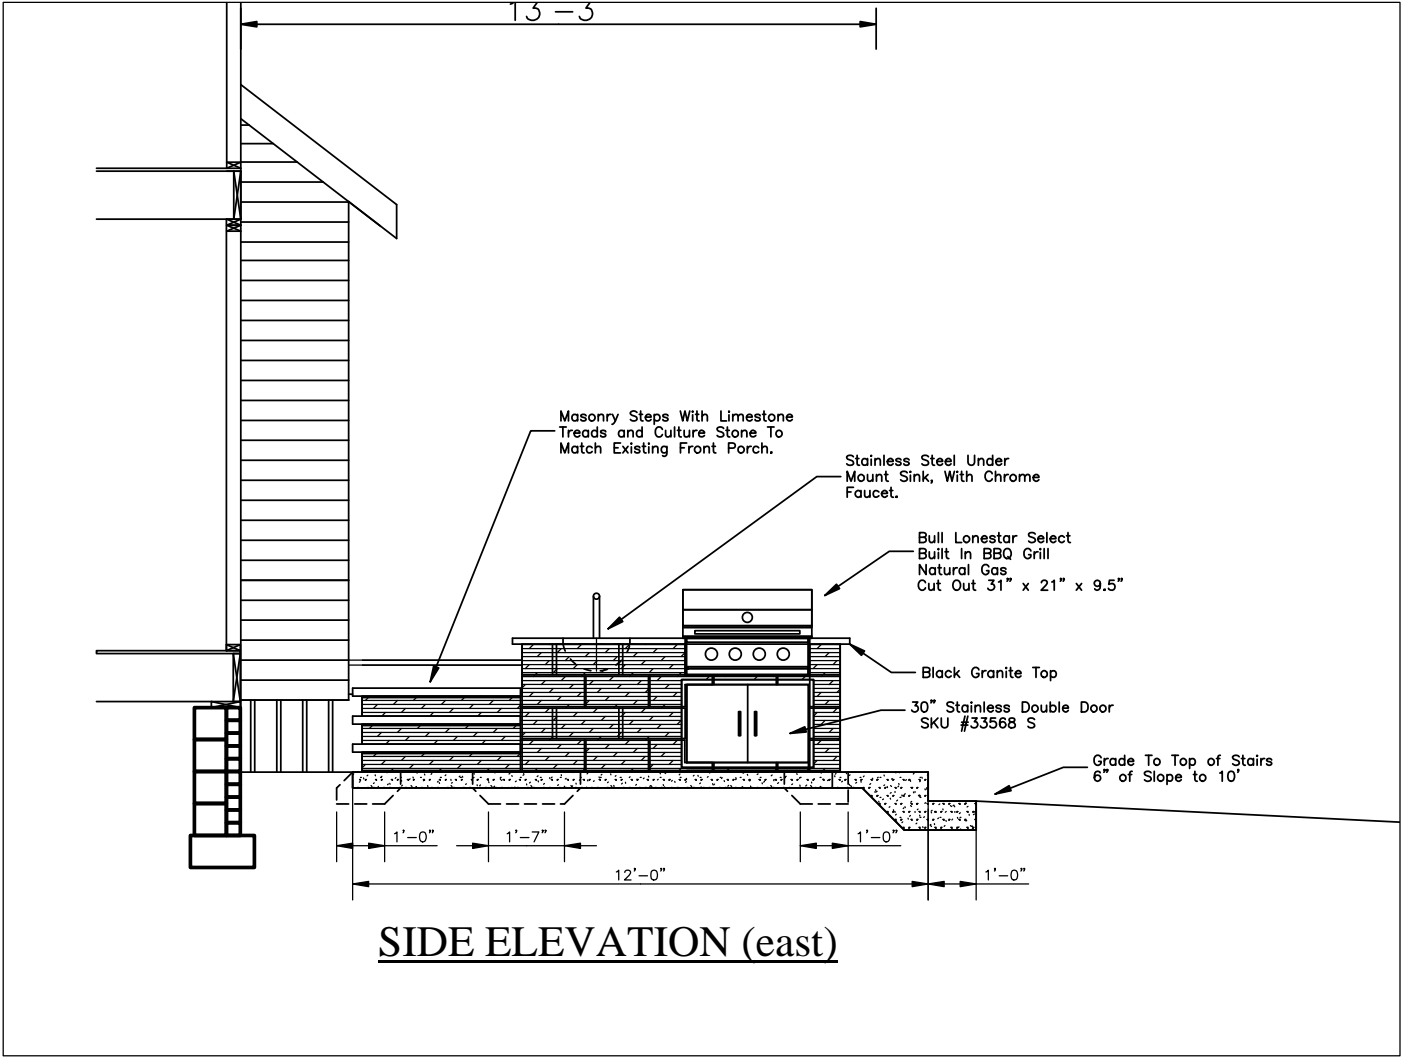 13'-3"
Masonry Steps With Limestone
Treads and Culture Stone To
Match Existing Front Porch.
Stainless Steel Under
Mount Sink, With Chrome
Faucet.
Bull Lonestar Select
Built In BBQ Grill
Natural Gas
Cut Out 31" x 21" x 9.5"
Black Granite Top
30" Stainless Double Door
SKU #33568 S
Grade To Top of Stairs
6" of Slope to 10'
1'-0"
1'-7"
1'-0"
12'-0"
1'-0"
SIDE ELEVATION (east)